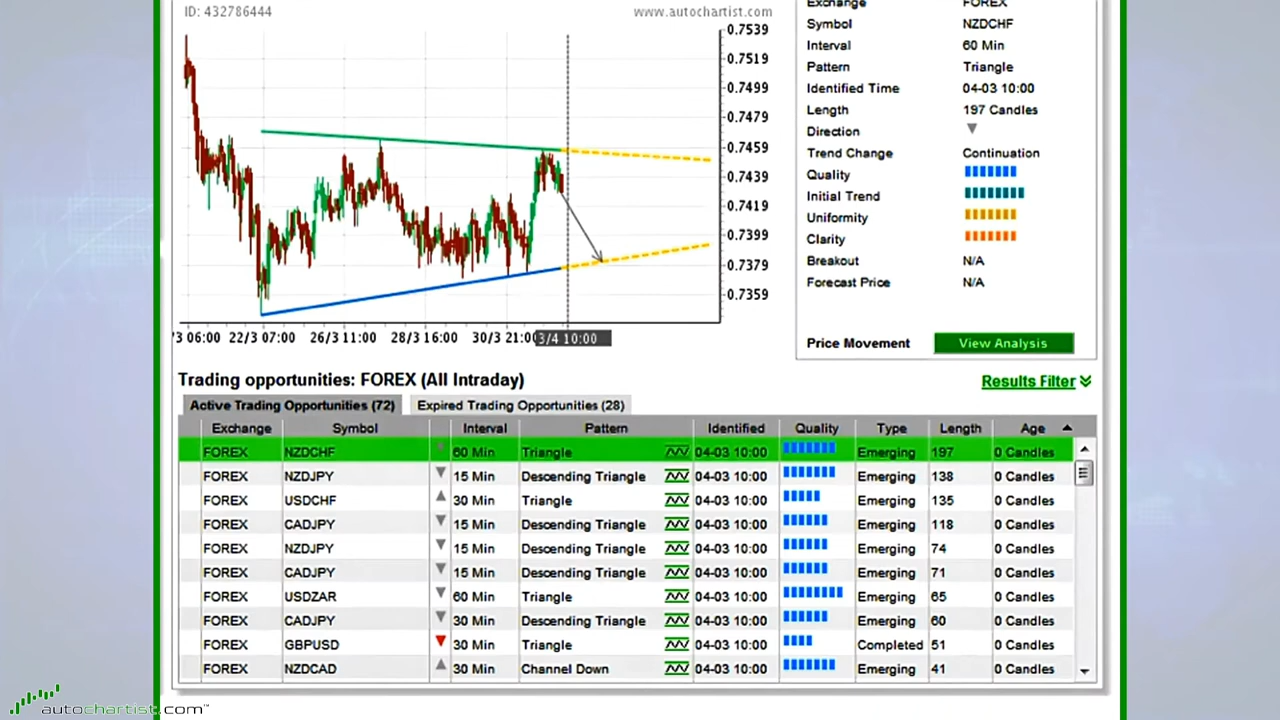 ID: 432786444
www.autochartist.com
0.7539
0.7519
0.7499
0.7479
0.7459
0.7439
0.7419
0.7399
0.7379
0.7359
/3 06:00 22/3 07:00 26/3 11:00 28/3 16:00 30/3 21:00 3/4 10:00
Exchange FOREX
Symbol NZDCHF
Interval 60 Min
Pattern Triangle
Identified Time 04-03 10:00
Length 197 Candles
Direction
Trend Change Continuation
Quality
Initial Trend
Uniformity
Clarity
Breakout N/A
Forecast Price N/A
Price Movement View Analysis
Trading opportunities: FOREX (All Intraday)
Results Filter
Active Trading Opportunities (72) Expired Trading Opportunities (28)
Exchange Symbol Interval Pattern Identified Quality Type Length Age
FOREX NZDCHF 60 Min Triangle 04-03 10:00 Emerging 197 0 Candles
FOREX NZDJPY 15 Min Descending Triangle 04-03 10:00 Emerging 138 0 Candles
FOREX USDCHF 30 Min Triangle 04-03 10:00 Emerging 135 0 Candles
FOREX CADJPY 15 Min Descending Triangle 04-03 10:00 Emerging 118 0 Candles
FOREX NZDJPY 15 Min Descending Triangle 04-03 10:00 Emerging 74 0 Candles
FOREX CADJPY 15 Min Descending Triangle 04-03 10:00 Emerging 71 0 Candles
FOREX USDZAR 60 Min Triangle 04-03 10:00 Emerging 65 0 Candles
FOREX CADJPY 30 Min Descending Triangle 04-03 10:00 Emerging 60 0 Candles
FOREX GBPUSD 30 Min Triangle 04-03 10:00 Completed 51 0 Candles
FOREX NZDCAD 30 Min Channel Down 04-03 10:00 Emerging 41 0 Candles
autochartist.com™